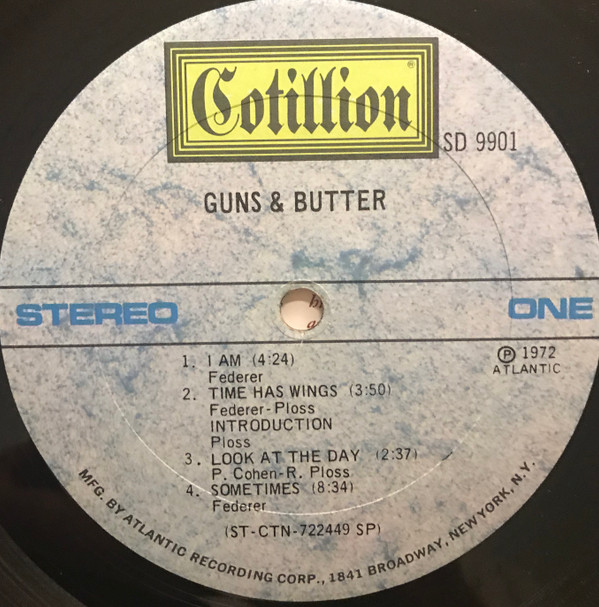 Cotillion®
SD 9901
GUNS & BUTTER
STEREO
ONE
1. I AM (4:24)
Federer
2. TIME HAS WINGS (3:50)
Federer-Ploss
INTRODUCTION
Ploss
3. LOOK AT THE DAY (2:37)
P. Cohen-R. Ploss
4. SOMETIMES (8:34)
Federer
(ST-CTN-722449 SP)
Ⓟ 1972
ATLANTIC
MFG. BY ATLANTIC RECORDING CORP., 1841 BROADWAY, NEW YORK, N.Y.